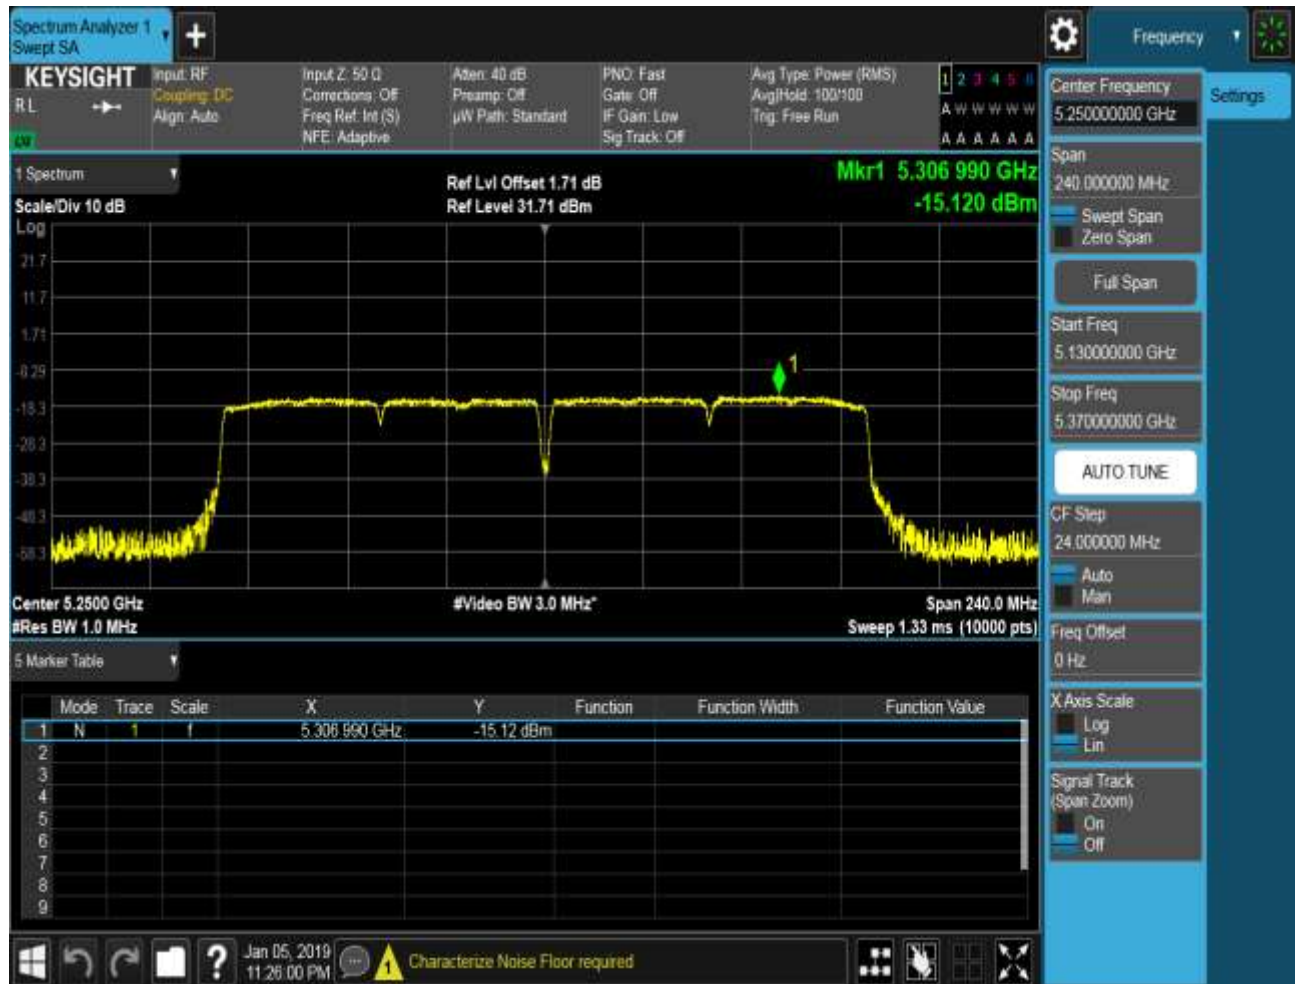 Spectrum Analyzer 1
Swept SA
Frequency
KEYSIGHT
RL
Input: RF
Coupling: DC
Align: Auto
Input Z: 50 Ω
Corrections: Off
Freq Ref: Int (S)
NFE: Adaptive
Atten: 40 dB
Preamp: Off
µW Path: Standard
PNO: Fast
Gate: Off
IF Gain: Low
Sig Track: Off
Avg Type: Power (RMS)
Avg|Hold: 100/100
Trig: Free Run
1 2 3 4 5 6
A W W W W W
A A A A A A
1 Spectrum
Scale/Div 10 dB
Log
Ref Lvl Offset 1.71 dB
Ref Level 31.71 dBm
Mkr1 5.306 990 GHz
-15.120 dBm
21.7
11.7
1.71
-8.29
-18.3
-28.3
-38.3
-48.3
-58.3
1
Center 5.2500 GHz
#Res BW 1.0 MHz
#Video BW 3.0 MHz*
Span 240.0 MHz
Sweep 1.33 ms (10000 pts)
5 Marker Table
Mode Trace Scale X Y Function Function Width Function Value
1 N 1 f 5.306 990 GHz -15.12 dBm
2
3
4
5
6
7
8
9
Jan 05, 2019
11:26:00 PM
Characterize Noise Floor required
Center Frequency
5.250000000 GHz
Settings
Span
240.000000 MHz
Swept Span
Zero Span
Full Span
Start Freq
5.130000000 GHz
Stop Freq
5.370000000 GHz
AUTO TUNE
CF Step
24.000000 MHz
Auto
Man
Freq Offset
0 Hz
X Axis Scale
Log
Lin
Signal Track
(Span Zoom)
On
Off